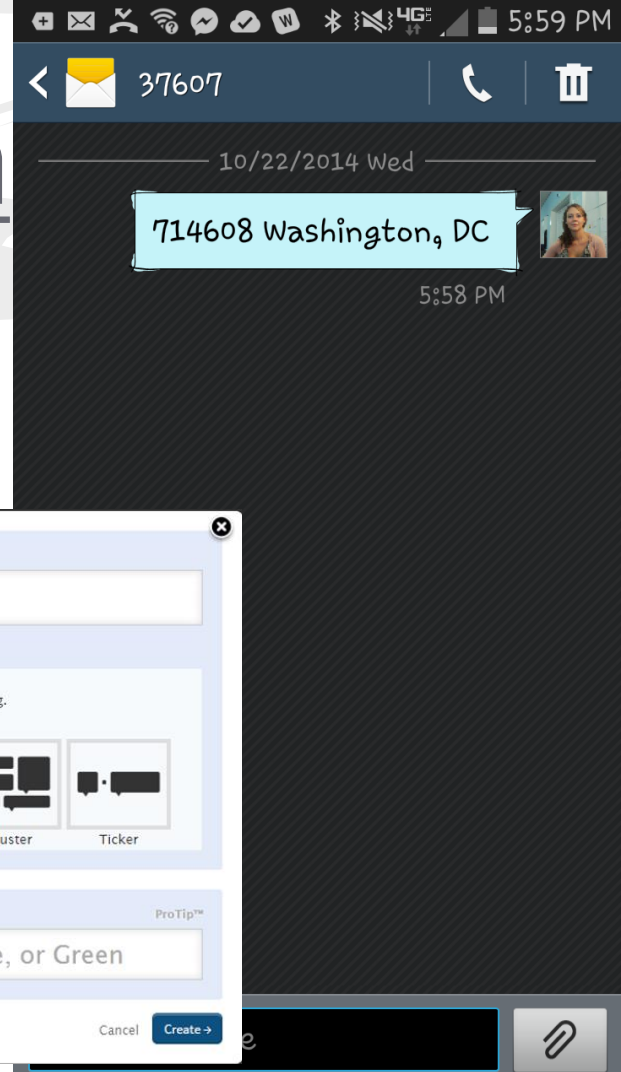 5:59 PM
37607
10/22/2014 Wed
714608 Washington, DC
5:58 PM
Ticker
ProTip™
, or Green
Cancel Create →